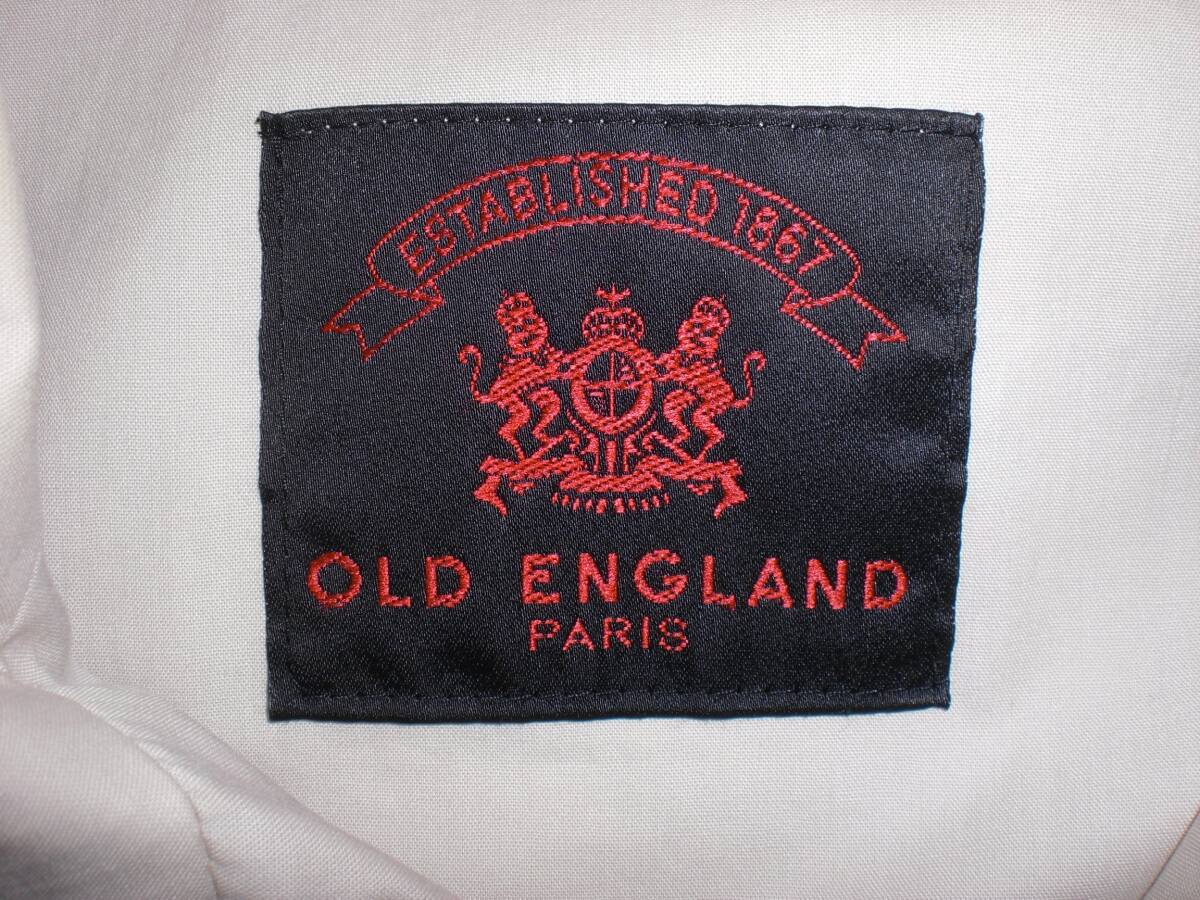 ESTABLISHED 1867
OLD ENGLAND
PARIS